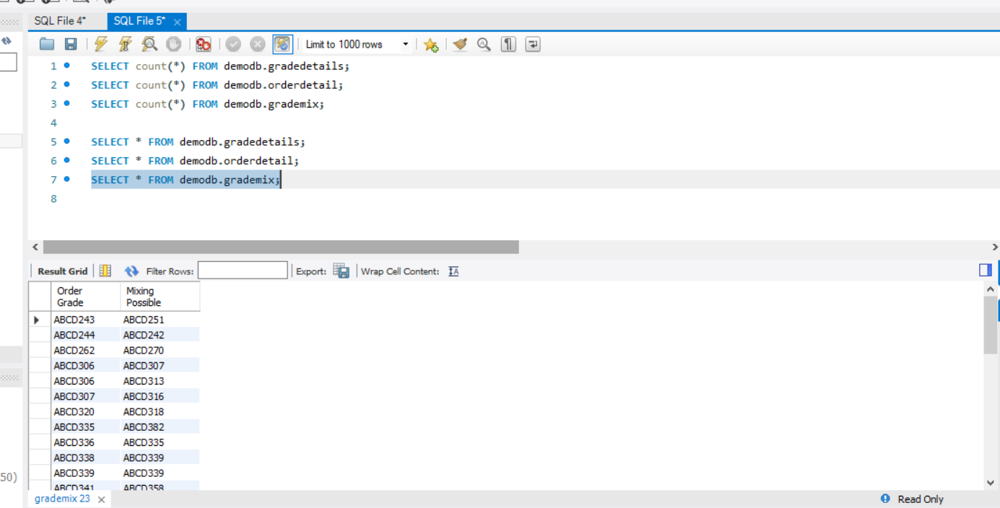 SQL File 4* SQL File 5*
Limit to 1000 rows
1 SELECT count(*) FROM demodb.gradedetails;
2 SELECT count(*) FROM demodb.orderdetail;
3 SELECT count(*) FROM demodb.grademix;
4
5 SELECT * FROM demodb.gradedetails;
6 SELECT * FROM demodb.orderdetail;
7 SELECT * FROM demodb.grademix;
8
Result Grid Filter Rows: Export: Wrap Cell Content: IA
Order Mixing
Grade Possible
ABCD243 ABCD251
ABCD244 ABCD242
ABCD262 ABCD270
ABCD306 ABCD307
ABCD306 ABCD313
ABCD307 ABCD316
ABCD320 ABCD318
ABCD335 ABCD382
ABCD336 ABCD335
ABCD338 ABCD339
ABCD339 ABCD339
50)
ABCD341 ABCD358
grademix 23 Read Only